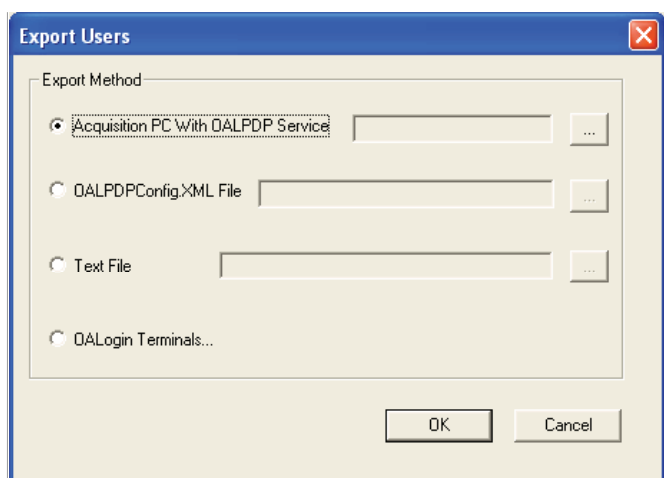 Export Users
Export Method
Acquisition PC With OALPDP Service
...
OALPDPConfig.XML File
...
Text File
...
OALogin Terminals...
OK
Cancel